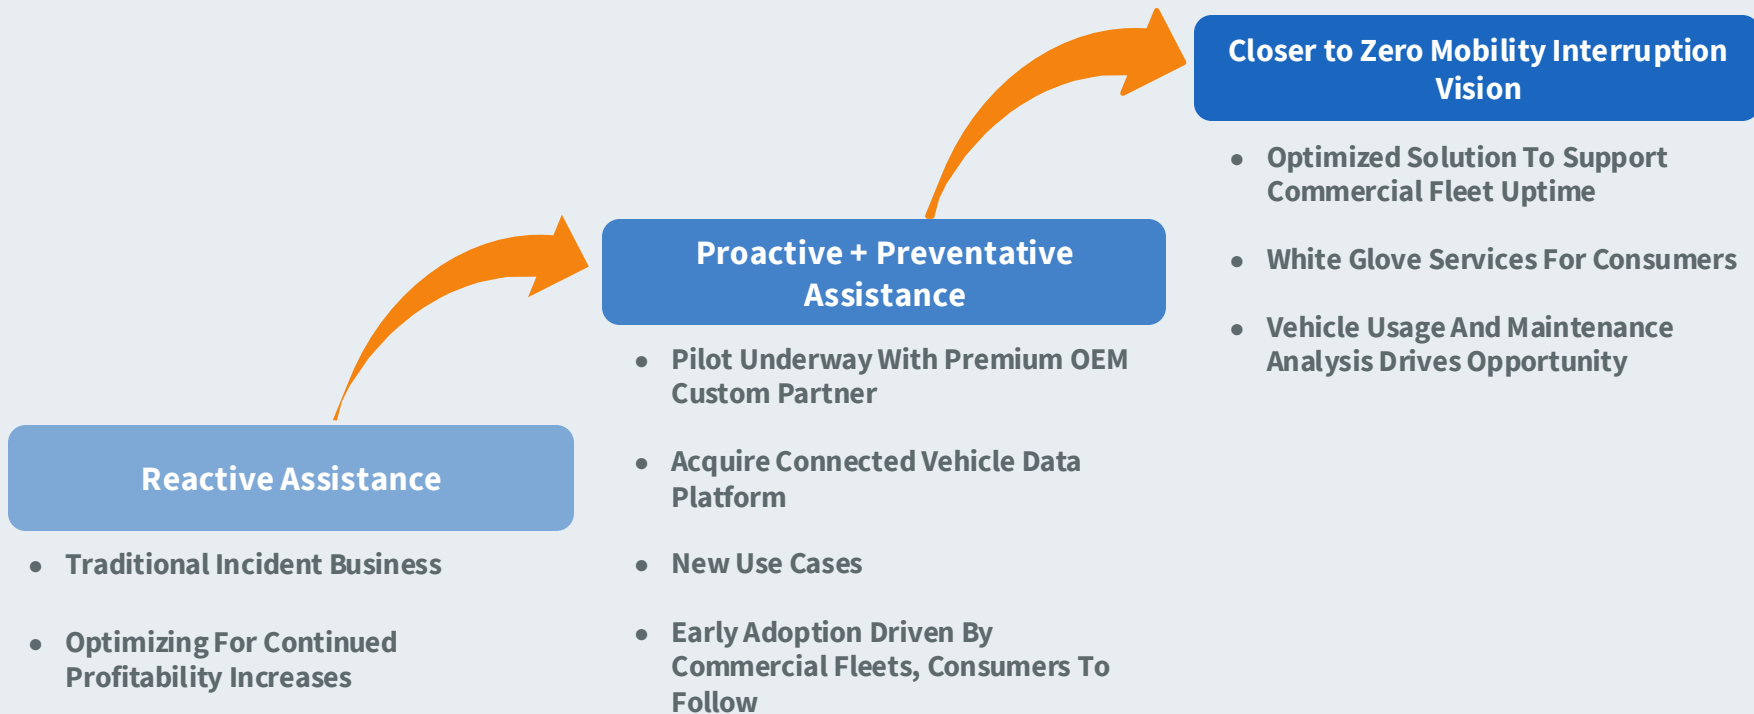 Closer to Zero Mobility Interruption
Vision
• Optimized Solution To Support
Commercial Fleet Uptime
• White Glove Services For Consumers
• Vehicle Usage And Maintenance
Analysis Drives Opportunity
Proactive + Preventative
Assistance
• Pilot Underway With Premium OEM
Custom Partner
• Acquire Connected Vehicle Data
Platform
• New Use Cases
• Early Adoption Driven By
Commercial Fleets, Consumers To
Follow
Reactive Assistance
• Traditional Incident Business
• Optimizing For Continued
Profitability Increases